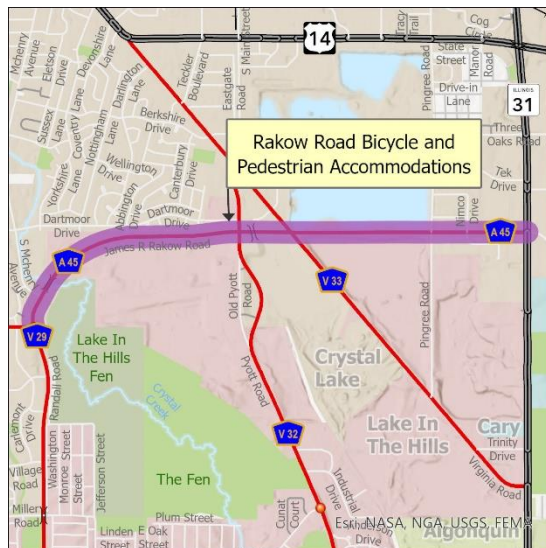 Mchenry
Avenue
Eletson Drive
Devonshire
Lane
Darlington
Lane
Teckler
Boulevard
Eastgate
Road
S Main Street
14
Tracy
Trail
Cog
Circle
State
Street
Manor
Road
Pingree Road
Drive-in
Lane
ILLINOIS
31
Sussex
Lane
Coventry Lane
Nottingham
Lane
Berkshire
Drive
Wellington
Drive
Canterbury
Drive
Yorkshire
Lane
Abbington
Drive
Rakow Road Bicycle and
Pedestrian Accommodations
Three
Oaks Road
Tek
Drive
Nimco
Drive
Dartmoor
Drive
Dartmoor
Drive
S Mchenry
Avenue
A 45
James R Rakow Road
A 45
V 33
Old Pyott
Road
Pingree Road
V 29
Lake In
The Hills
Fen
Randall Road
Crystal
Creek
Pyott Road
Crystal
Lake
Carlemont
Drive
Lake In
The Hills
Cary
Trinity
Drive
V 32
Village
Road
Washington
Monroe Street
Jefferson Street
The Fen
Virginia Road
Industrial
Drive
Millery
Road
Plum Street
Cunat
Court
Linden E Oak
Street Street
Anderson
Drive
Esri, NASA, NGA, USGS, FEMA
Algonquin